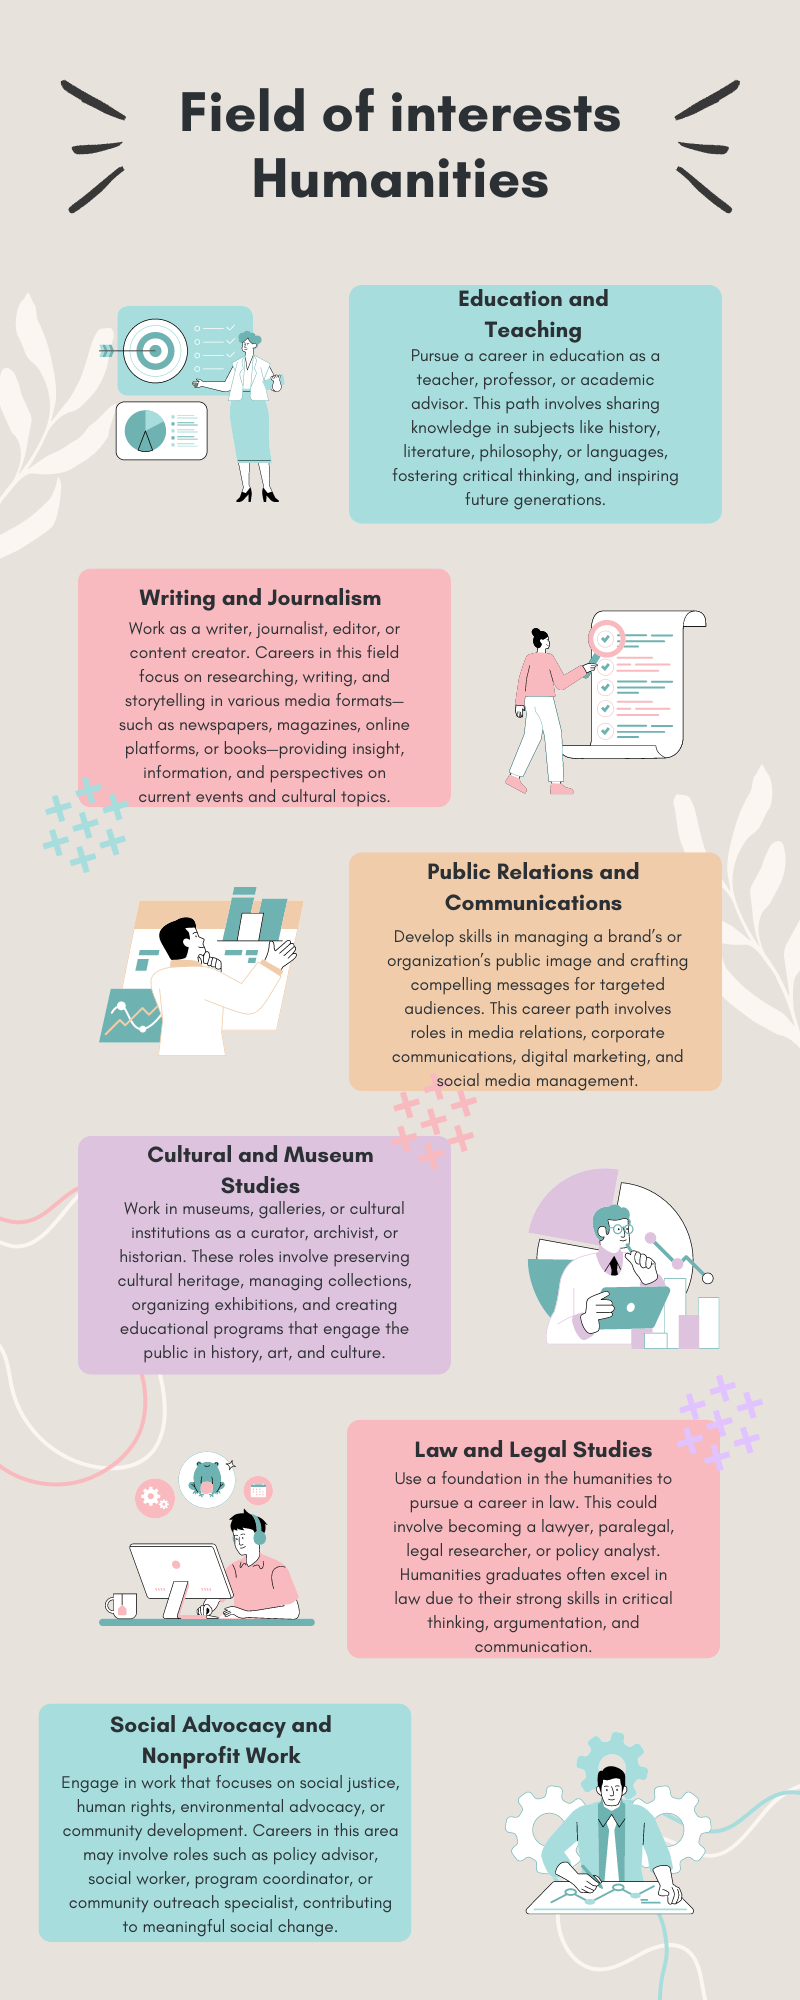 Field of interests
Humanities
Education and
Teaching
Pursue a career in education as a
teacher, professor, or academic
advisor. This path involves sharing
knowledge in subjects like history,
literature, philosophy, or languages,
fostering critical thinking, and inspiring
future generations.
Writing and Journalism
Work as a writer, journalist, editor, or
content creator. Careers in this field
focus on researching, writing, and
storytelling in various media formats—
such as newspapers, magazines, online
platforms, or books—providing insight,
information, and perspectives on
current events and cultural topics.
Public Relations and
Communications
Develop skills in managing a brand’s or
organization’s public image and crafting
compelling messages for targeted
audiences. This career path involves
roles in media relations, corporate
communications, digital marketing, and
social media management.
Cultural and Museum
Studies
Work in museums, galleries, or cultural
institutions as a curator, archivist, or
historian. These roles involve preserving
cultural heritage, managing collections,
organizing exhibitions, and creating
educational programs that engage the
public in history, art, and culture.
Law and Legal Studies
Use a foundation in the humanities to
pursue a career in law. This could
involve becoming a lawyer, paralegal,
legal researcher, or policy analyst.
Humanities graduates often excel in
law due to their strong skills in critical
thinking, argumentation, and
communication.
Social Advocacy and
Nonprofit Work
Engage in work that focuses on social justice,
human rights, environmental advocacy, or
community development. Careers in this area
may involve roles such as policy advisor,
social worker, program coordinator, or
community outreach specialist, contributing
to meaningful social change.